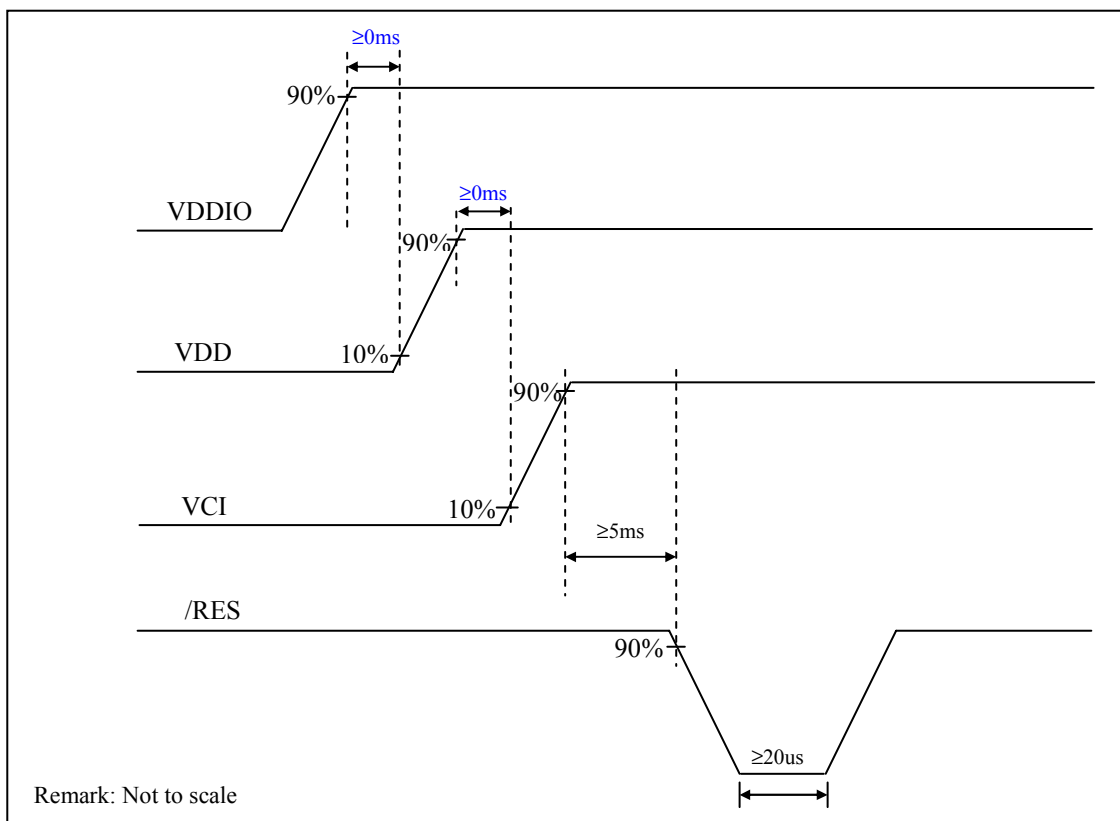 ≥0ms
90%
VDDIO
≥0ms
90%
VDD
10%
90%
VCI
10%
≥5ms
/RES
90%
≥20us
Remark: Not to scale